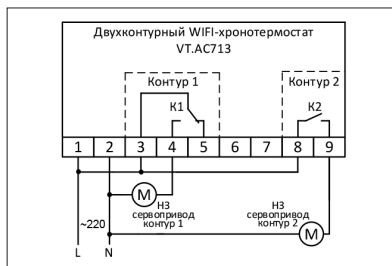 Двухконтурный WIFI-хронотермостат
VT.AC713
Контур 1
Контур 2
K1
K2
1 2 3 4 5 6 7 8 9
M
НЗ
сервопривод
контур 1
НЗ
сервопривод
контур 2
M
~220
L N